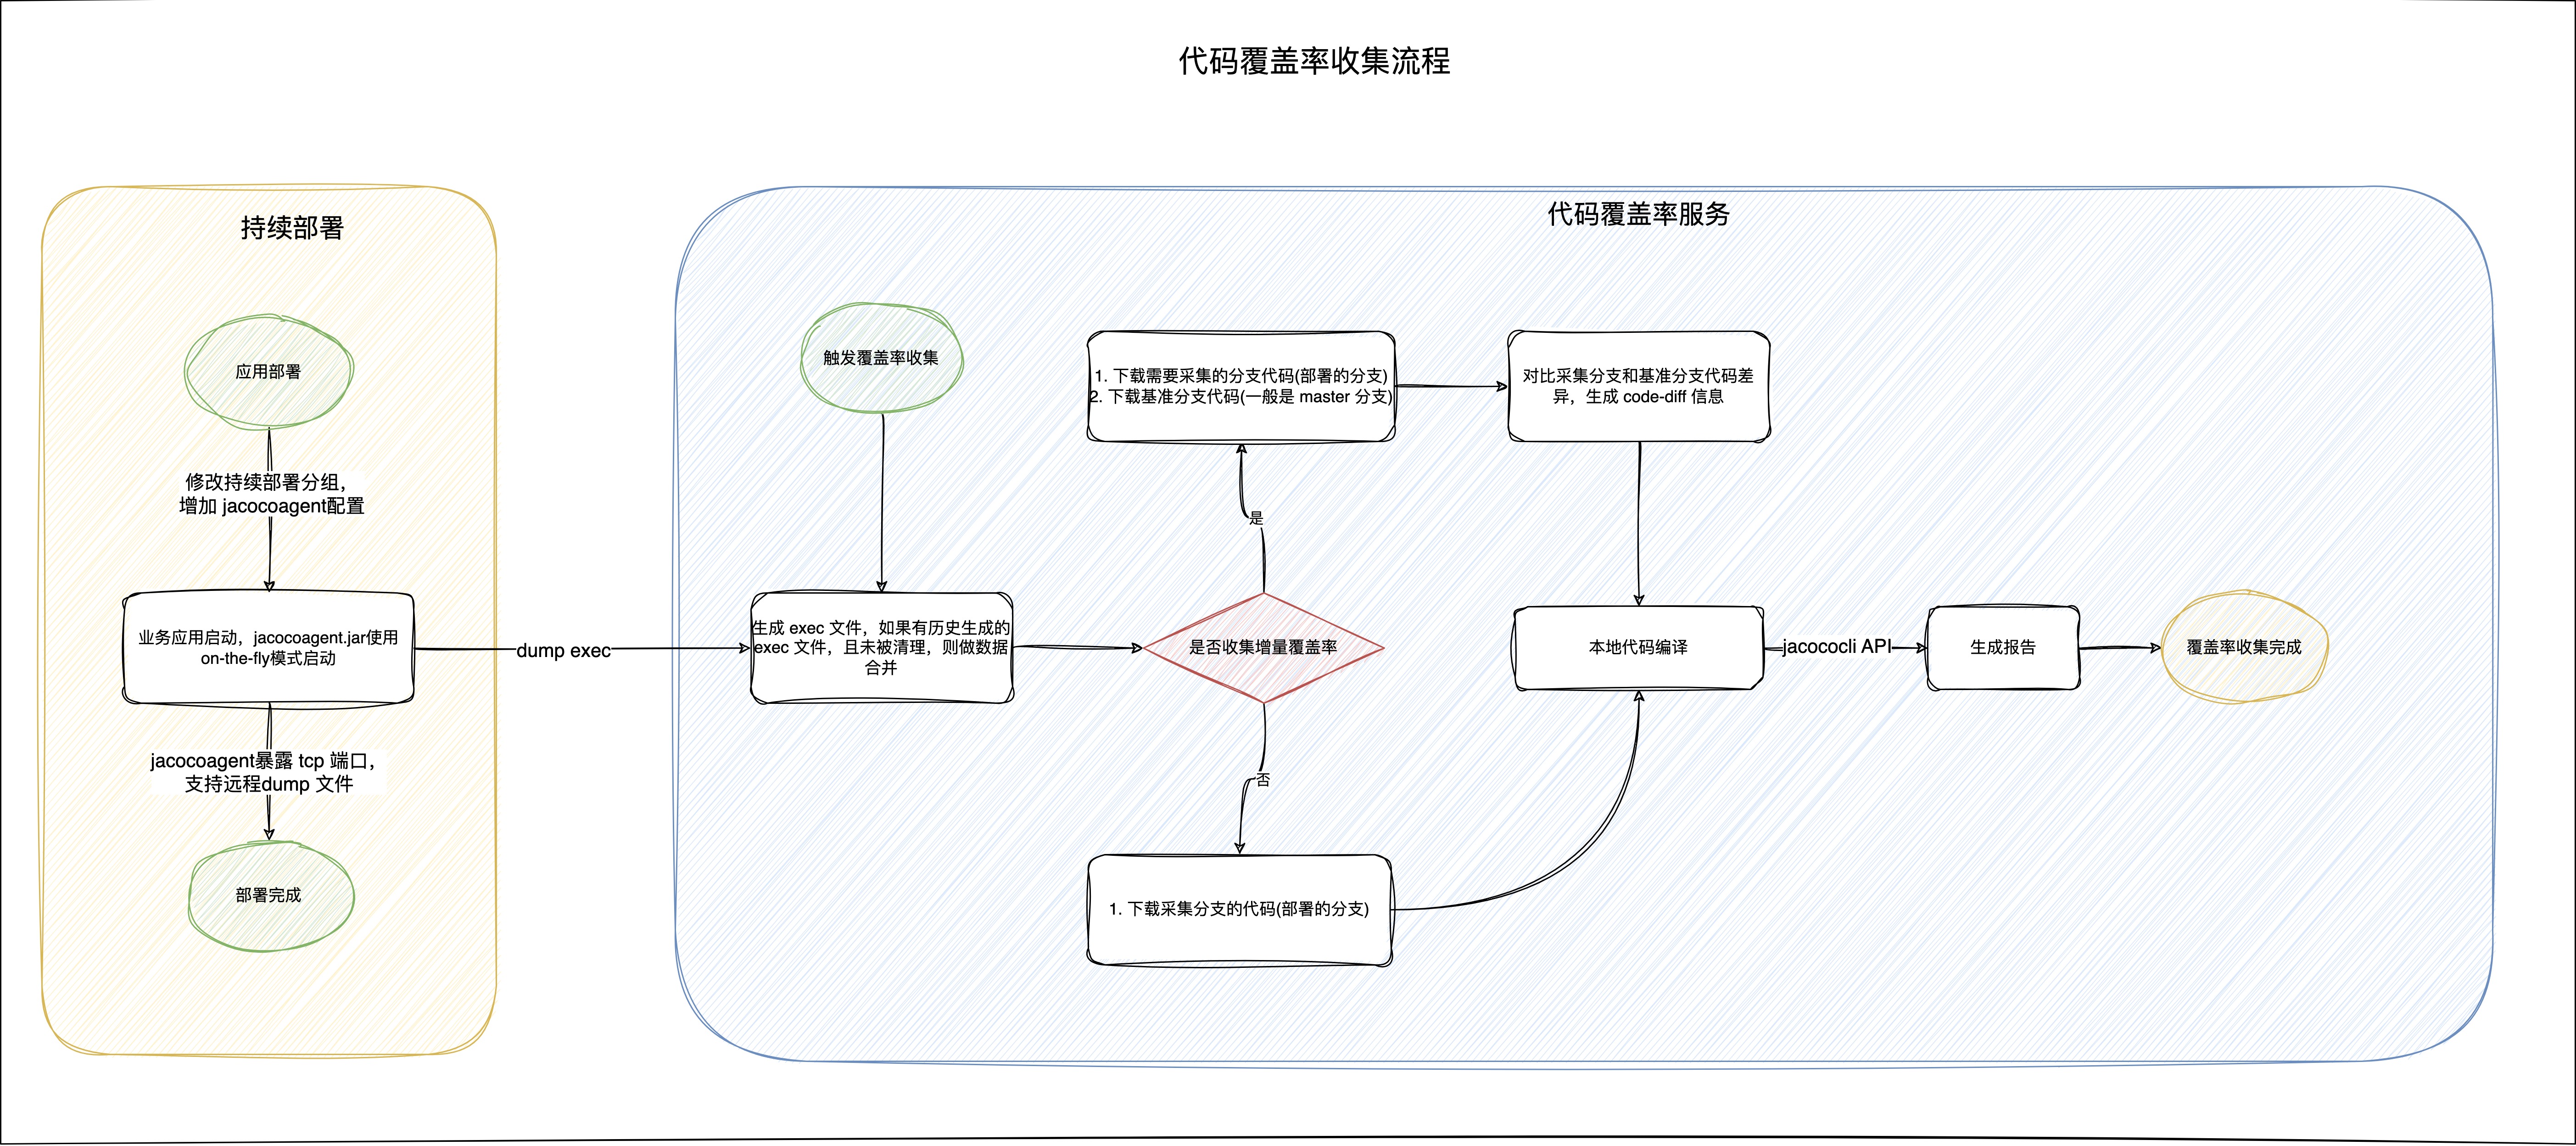 代码覆盖率收集流程
持续部署
应用部署
修改持续部署分组，
增加 jacocoagent配置
业务应用启动，jacocoagent.jar使用
on-the-fly模式启动
jacocoagent暴露 tcp 端口，
支持远程dump 文件
部署完成
dump exec
代码覆盖率服务
触发覆盖率收集
生成 exec 文件，如果有历史生成的
exec 文件，且未被清理，则做数据
合并
是否收集增量覆盖率
是
1. 下载需要采集的分支代码(部署的分支)
2. 下载基准分支代码(一般是 master 分支)
对比采集分支和基准分支代码差
异，生成 code-diff 信息
否
1. 下载采集分支的代码(部署的分支)
本地代码编译
jacococli API
生成报告
覆盖率收集完成